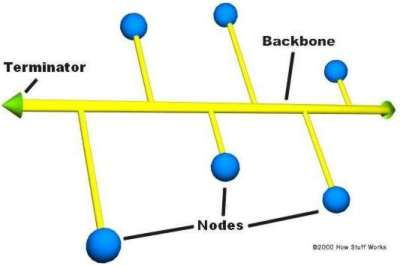 Backbone
Terminator
Nodes
©2000 How Stuff Works